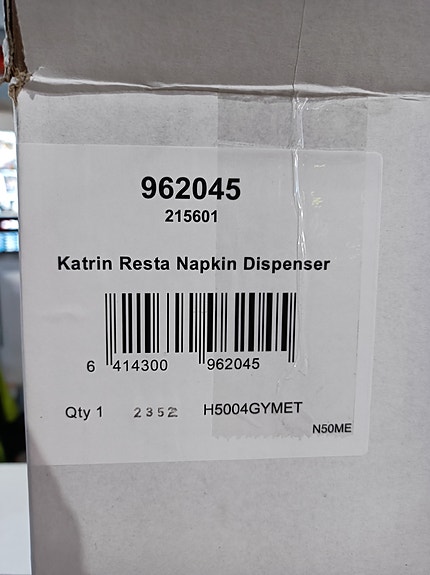 962045
215601
Katrin Resta Napkin Dispenser
6 414300 962045
Qty 1 2352 H5004GYMET
N50ME